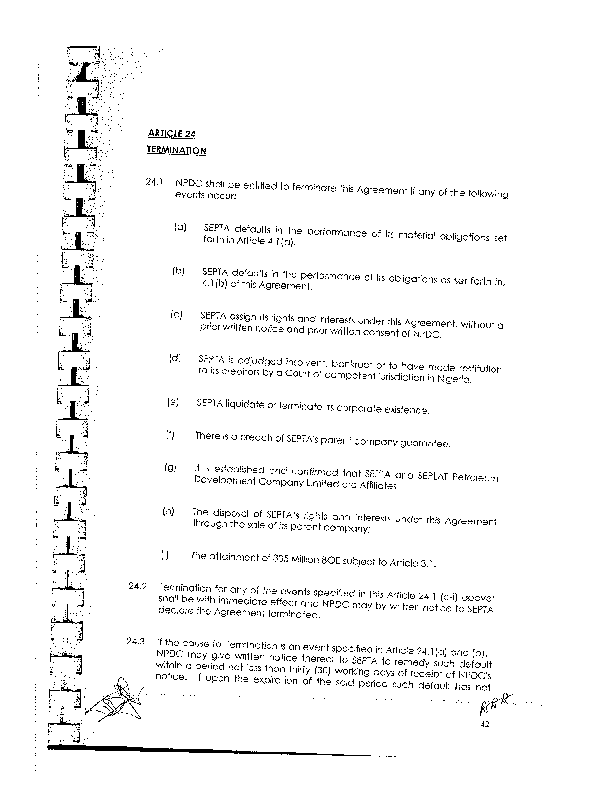 ARTICLE 24
TERMINATION
24.1 NPDC shall be entitled to terminate this Agreement if any of the following
events occur:
(a) SEPTA defaults in the performance of its material obligations set
forth in Article 4.1(a).
(b) SEPTA defaults in the performance of its obligations as set forth in
4.1(b) of this Agreement.
(c) SEPTA assign its rights and interests under this Agreement, without a
prior written notice and prior written consent of NPDC.
(d) SEPTA is adjudged insolvent, bankrupt or to have made restitution
to its creditors by a Court of competent jurisdiction in Nigeria.
(e) SEPTA liquidate or terminate its corporate existence.
(f) There is a breach of SEPTA's parent company guarantee.
(g) It is established and confirmed that SEPTA and SEPLAT Petroleum
Development Company Limited are Affiliates
(h) The disposal of SEPTA's rights and interests under this Agreement
through the sale of its parent company;
(i) The attainment of 335 Million BOE subject to Article 3.1.
24.2 Termination for any of the events specified in this Article 24.1 above
shall be with immediate effect and NPDC may by written notice to SEPTA
declare the Agreement terminated.
24.3 If the cause for termination is an event specified in Article 24.1(a) and (b),
NPDC may give written notice thereof to SEPTA to remedy such default
within a period not less than thirty (30) working days of receipt of NPDC's
notice. If upon the expiration of the said period such default has not
42